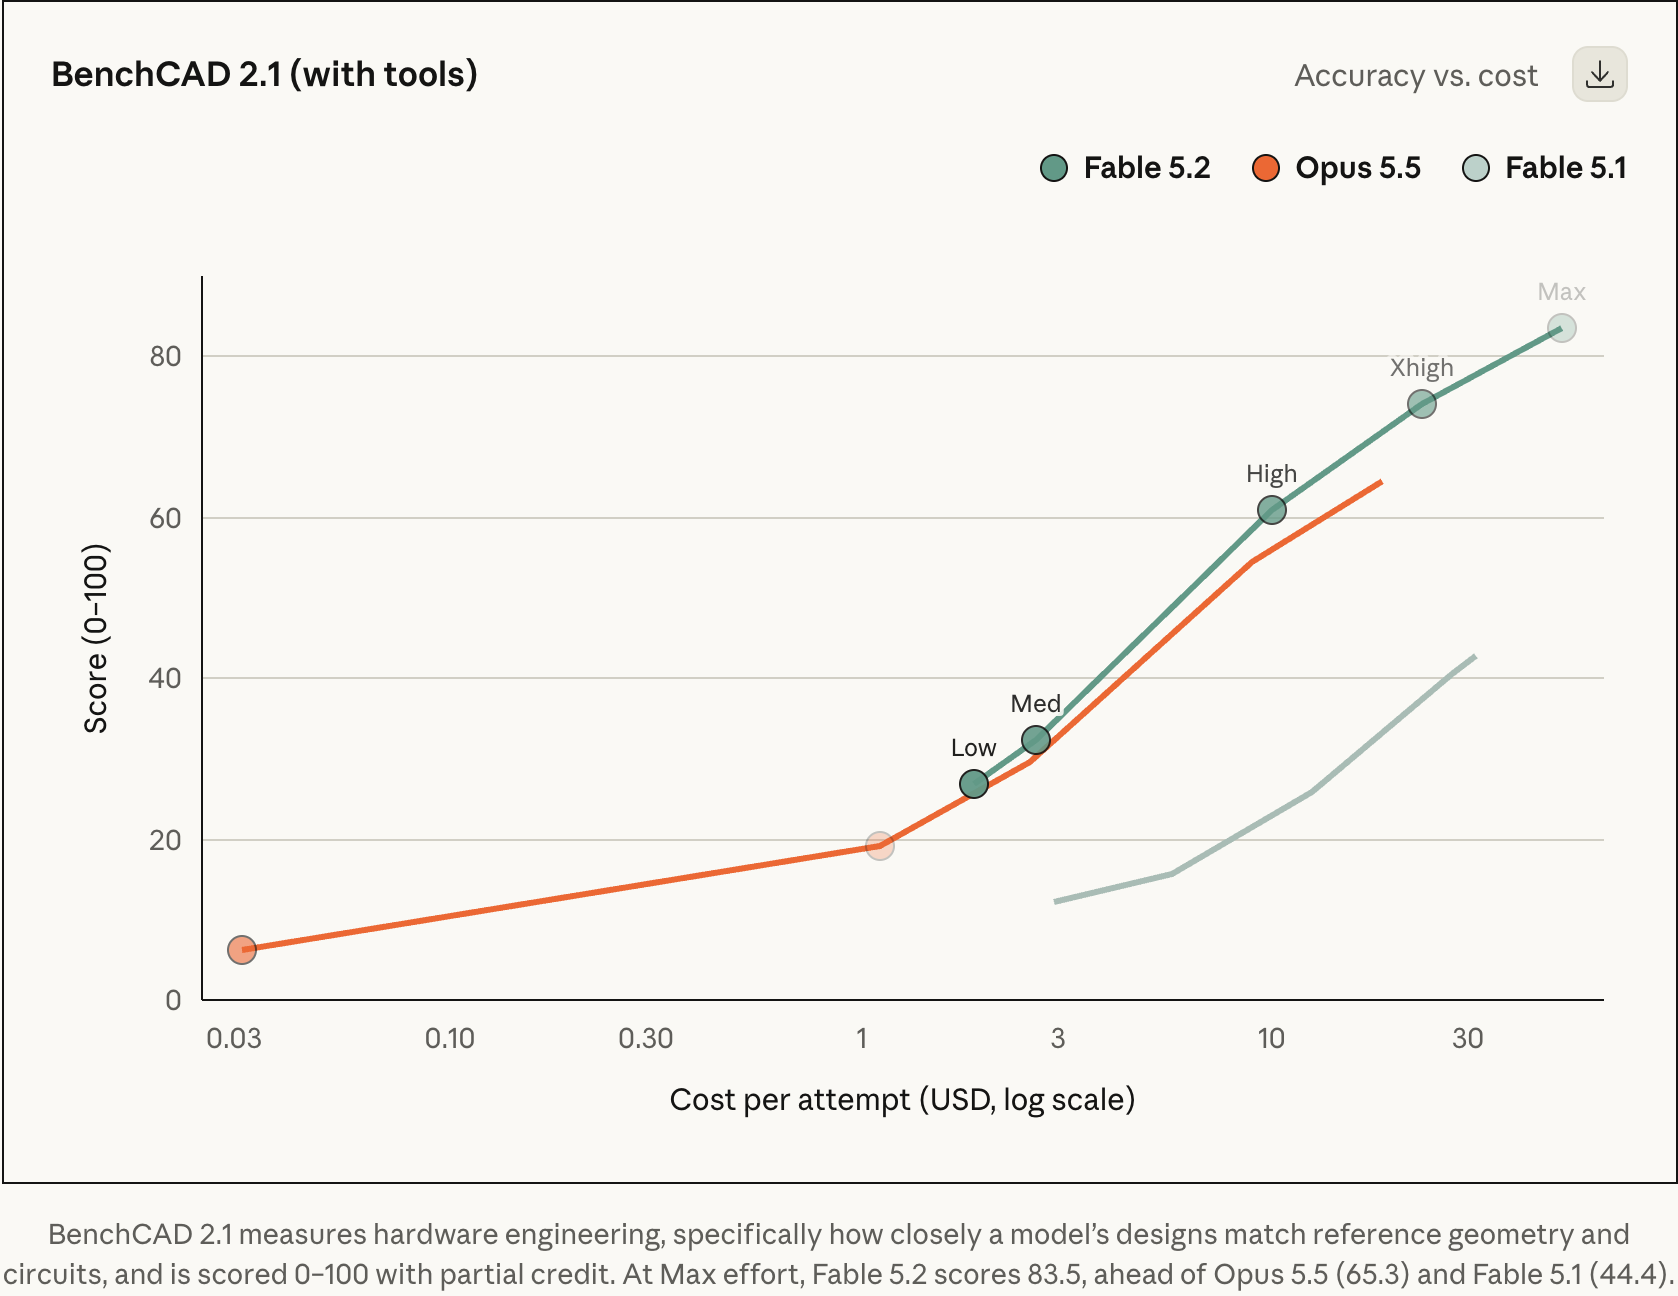 BenchCAD 2.1 (with tools)
Accuracy vs. cost
Fable 5.2
Opus 5.5
Fable 5.1
Max
80
Xhigh
High
60
Score (0–100)
40
Med
Low
20
0
0.03
0.10
0.30
1
3
10
30
Cost per attempt (USD, log scale)
BenchCAD 2.1 measures hardware engineering, specifically how closely a model’s designs match reference geometry and
circuits, and is scored 0–100 with partial credit. At Max effort, Fable 5.2 scores 83.5, ahead of Opus 5.5 (65.3) and Fable 5.1 (44.4).